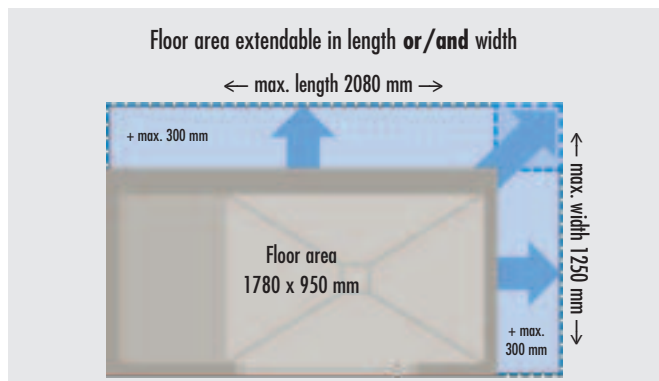 Floor area extendable in length or/and width
← max. length 2080 mm →
+ max. 300 mm
← max. width 1250 mm →
Floor area
1780 x 950 mm
+ max.
300 mm